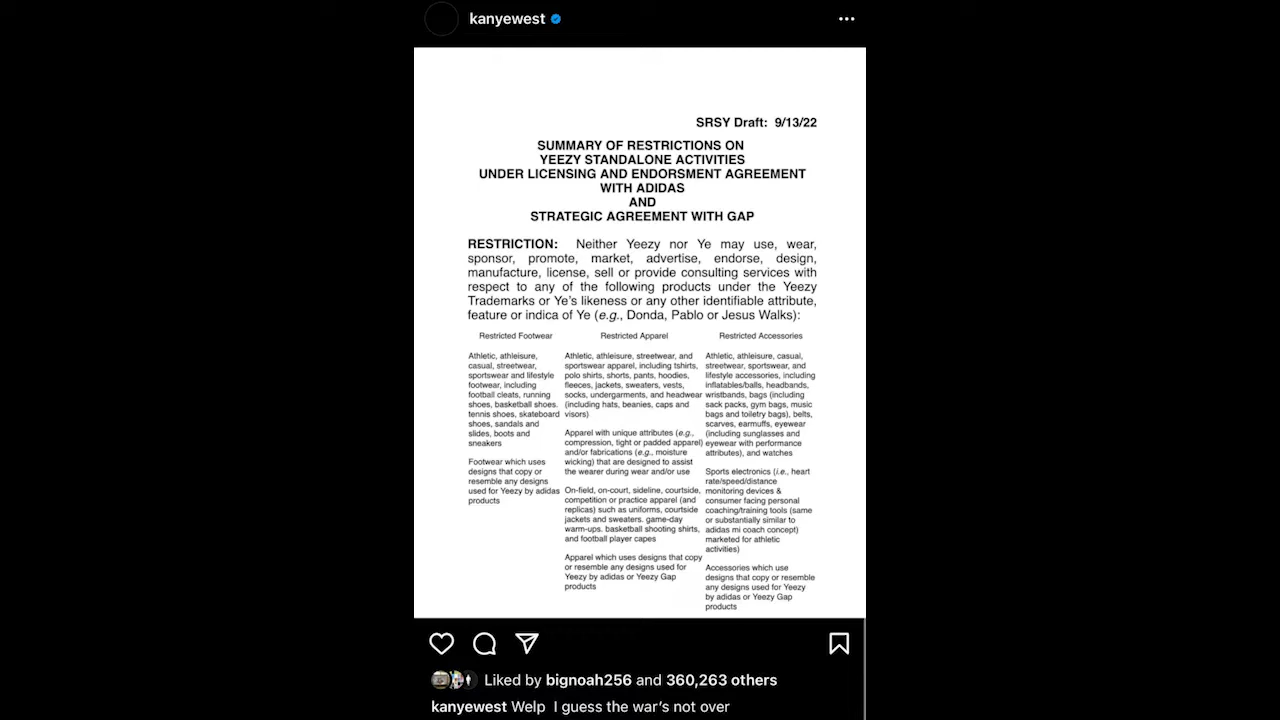 kanyewest
SRSY Draft: 9/13/22
SUMMARY OF RESTRICTIONS ON
YEEZY STANDALONE ACTIVITIES
UNDER LICENSING AND ENDORSMENT AGREEMENT
WITH ADIDAS
AND
STRATEGIC AGREEMENT WITH GAP
RESTRICTION: Neither Yeezy nor Ye may use, wear,
sponsor, promote, market, advertise, endorse, design,
manufacture, license, sell or provide consulting services with
respect to any of the following products under the Yeezy
Trademarks or Ye's likeness or any other identifiable attribute,
feature or indica of Ye (e.g., Donda, Pablo or Jesus Walks):
Restricted Footwear
Athletic, athleisure,
casual, streetwear,
sportswear and lifestyle
footwear, including
football cleats, running
shoes, basketball shoes.
tennis shoes, skateboard
shoes, sandals and
slides, boots and
sneakers
Footwear which uses
designs that copy or
resemble any designs
used for Yeezy by adidas
products
Restricted Apparel
Athletic, athleisure, streetwear, and
sportswear apparel, including tshirts,
polo shirts, shorts, pants, hoodies,
fleeces, jackets, sweaters, vests,
socks, undergarments, and headwear
(including hats, beanies, caps and
visors)
Apparel with unique attributes (e.g.,
compression, tight or padded apparel)
and/or fabrications (e.g., moisture
wicking) that are designed to assist
the wearer during wear and/or use
On-field, on-court, sideline, courtside,
competition or practice apparel (and
replicas) such as uniforms, courtside
jackets and sweaters. game-day
warm-ups. basketball shooting shirts,
and football player capes
Apparel which uses designs that copy
or resemble any designs used for
Yeezy by adidas or Yeezy Gap
products
Restricted Accessories
Athletic, athleisure, casual,
streetwear, sportswear, and
lifestyle accessories, including
inflatables/balls, headbands,
wristbands, bags (including
sack packs, gym bags, music
bags and toiletry bags), belts,
scarves, earmuffs, eyewear
(including sunglasses and
eyewear with performance
attributes), and watches
Sports electronics (i.e., heart
rate/speed/distance
monitoring devices &
consumer facing personal
coaching/training tools (same
or substantially similar to
adidas mi coach concept)
marketed for athletic
activities)
Accessories which use
designs that copy or resemble
any designs used for Yeezy
by adidas or Yeezy Gap
products
Liked by bignoah256 and 360,263 others
kanyewest Welp I guess the war's not over